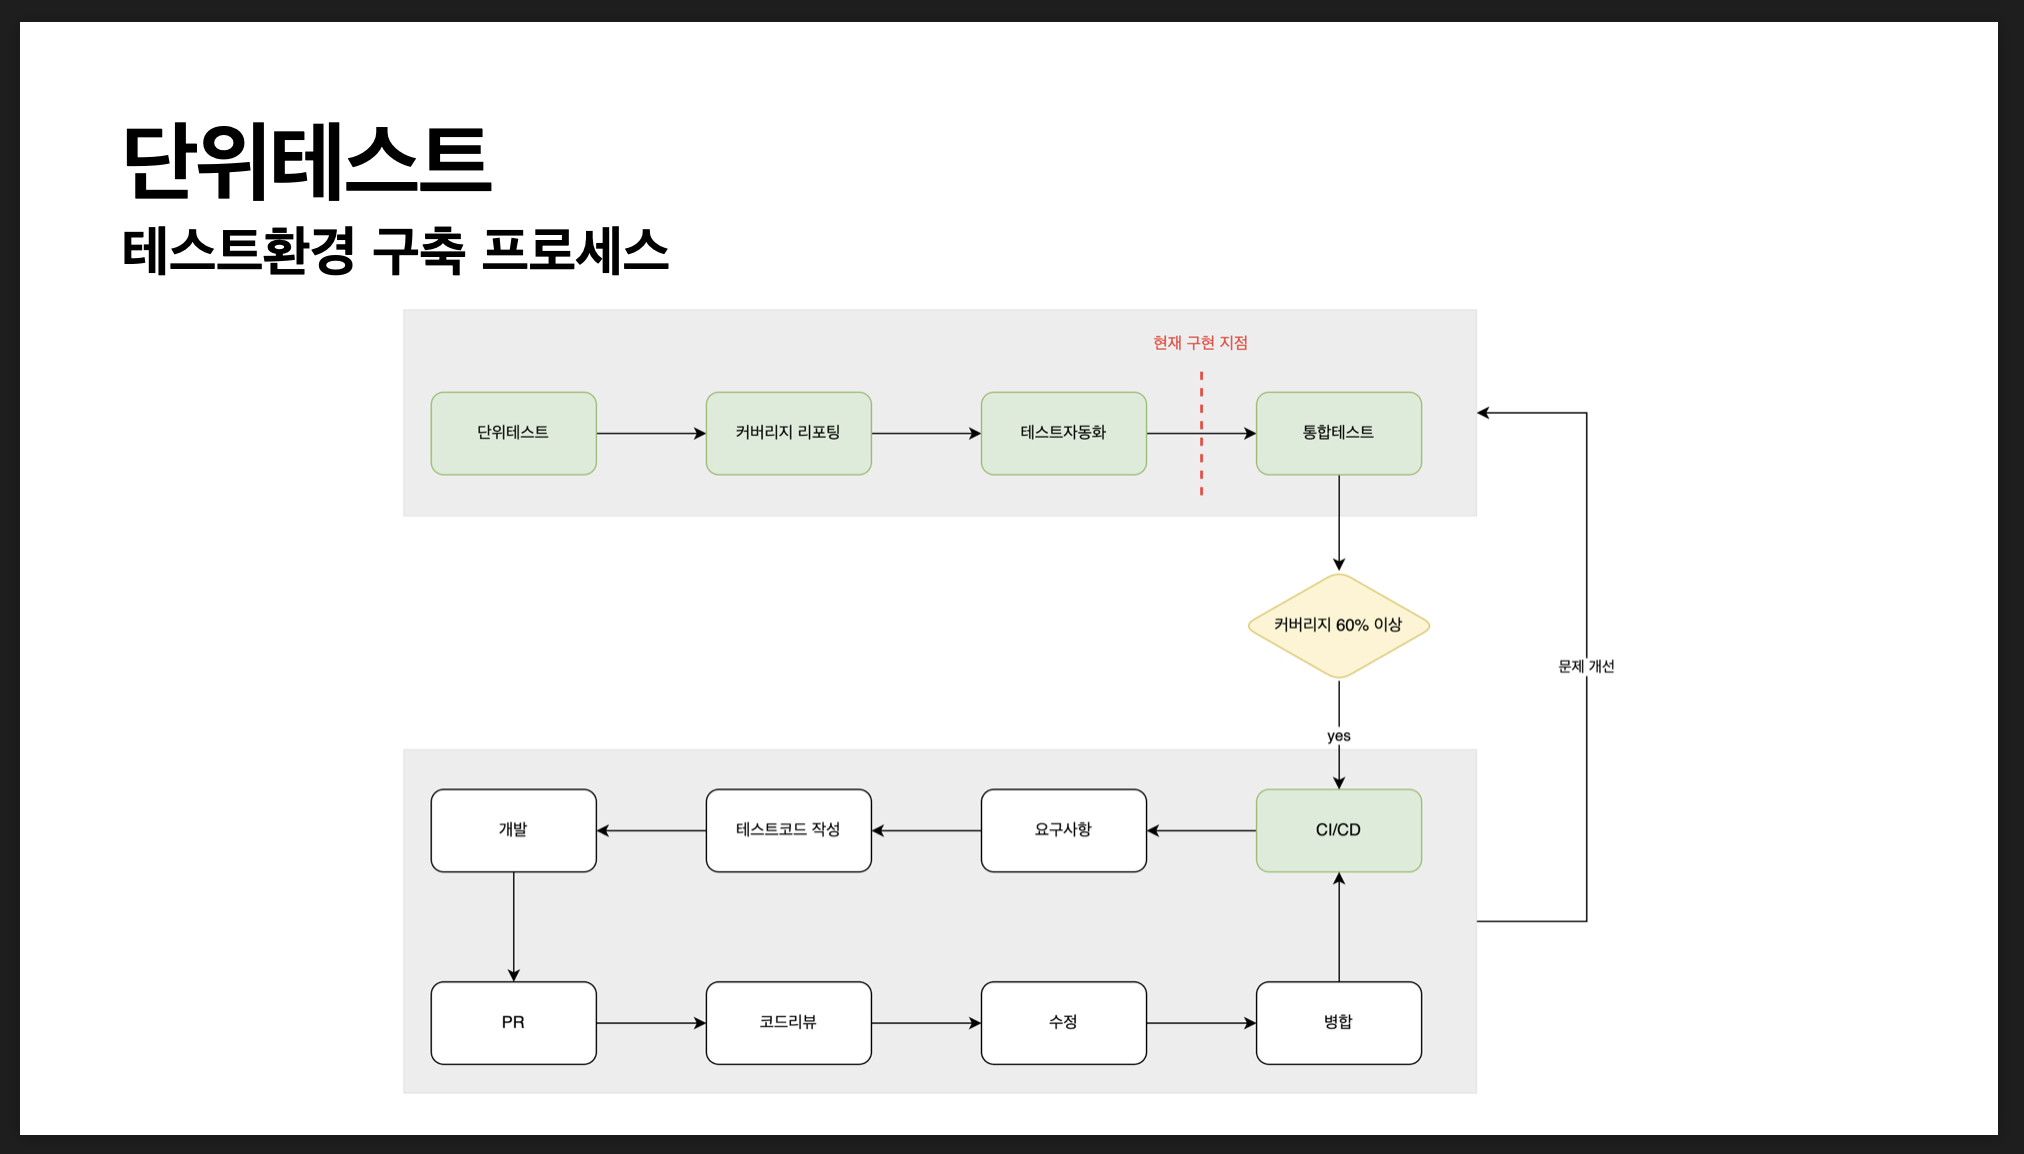 단위테스트
테스트환경 구축 프로세스
현재 구현 지점
단위테스트
커버리지 리포팅
테스트자동화
통합테스트
커버리지 60% 이상
문제 개선
yes
개발
테스트코드 작성
요구사항
CI/CD
PR
코드리뷰
수정
병합